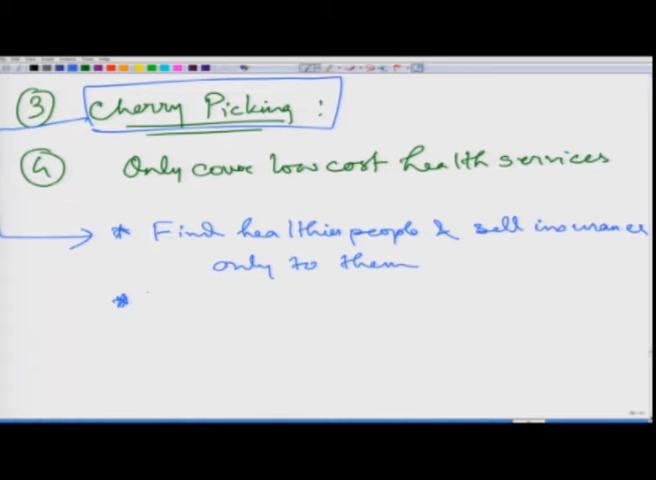 3 Cherry Picking :
4 Only cover low cost health services
* Find healthier people & sell insurance
only to them
*